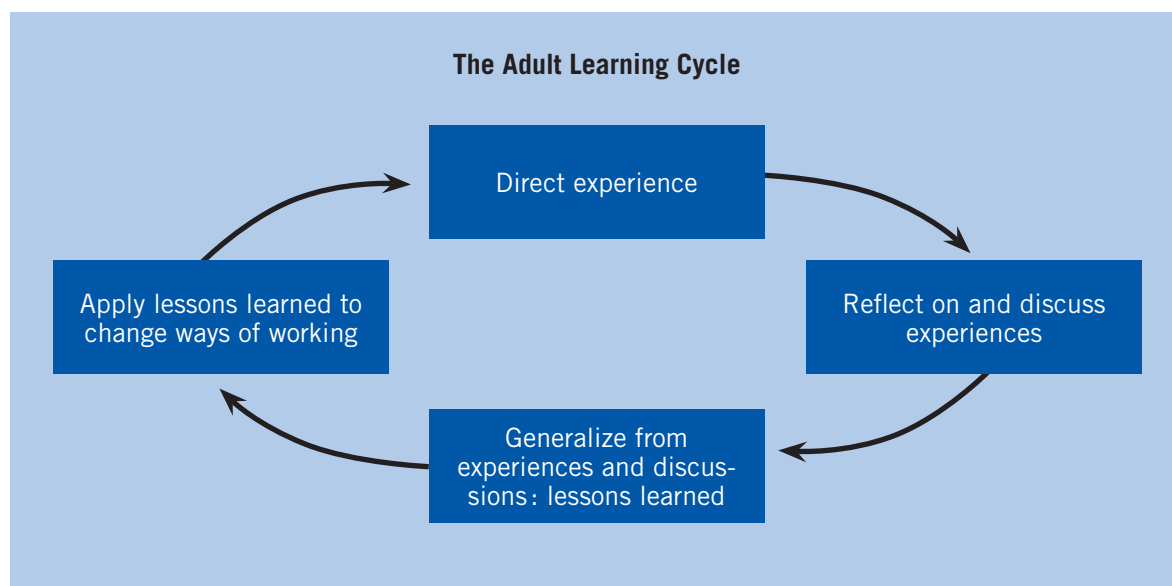 The Adult Learning Cycle
Direct experience
Reflect on and discuss
experiences
Generalize from
experiences and discus-
sions: lessons learned
Apply lessons learned to
change ways of working